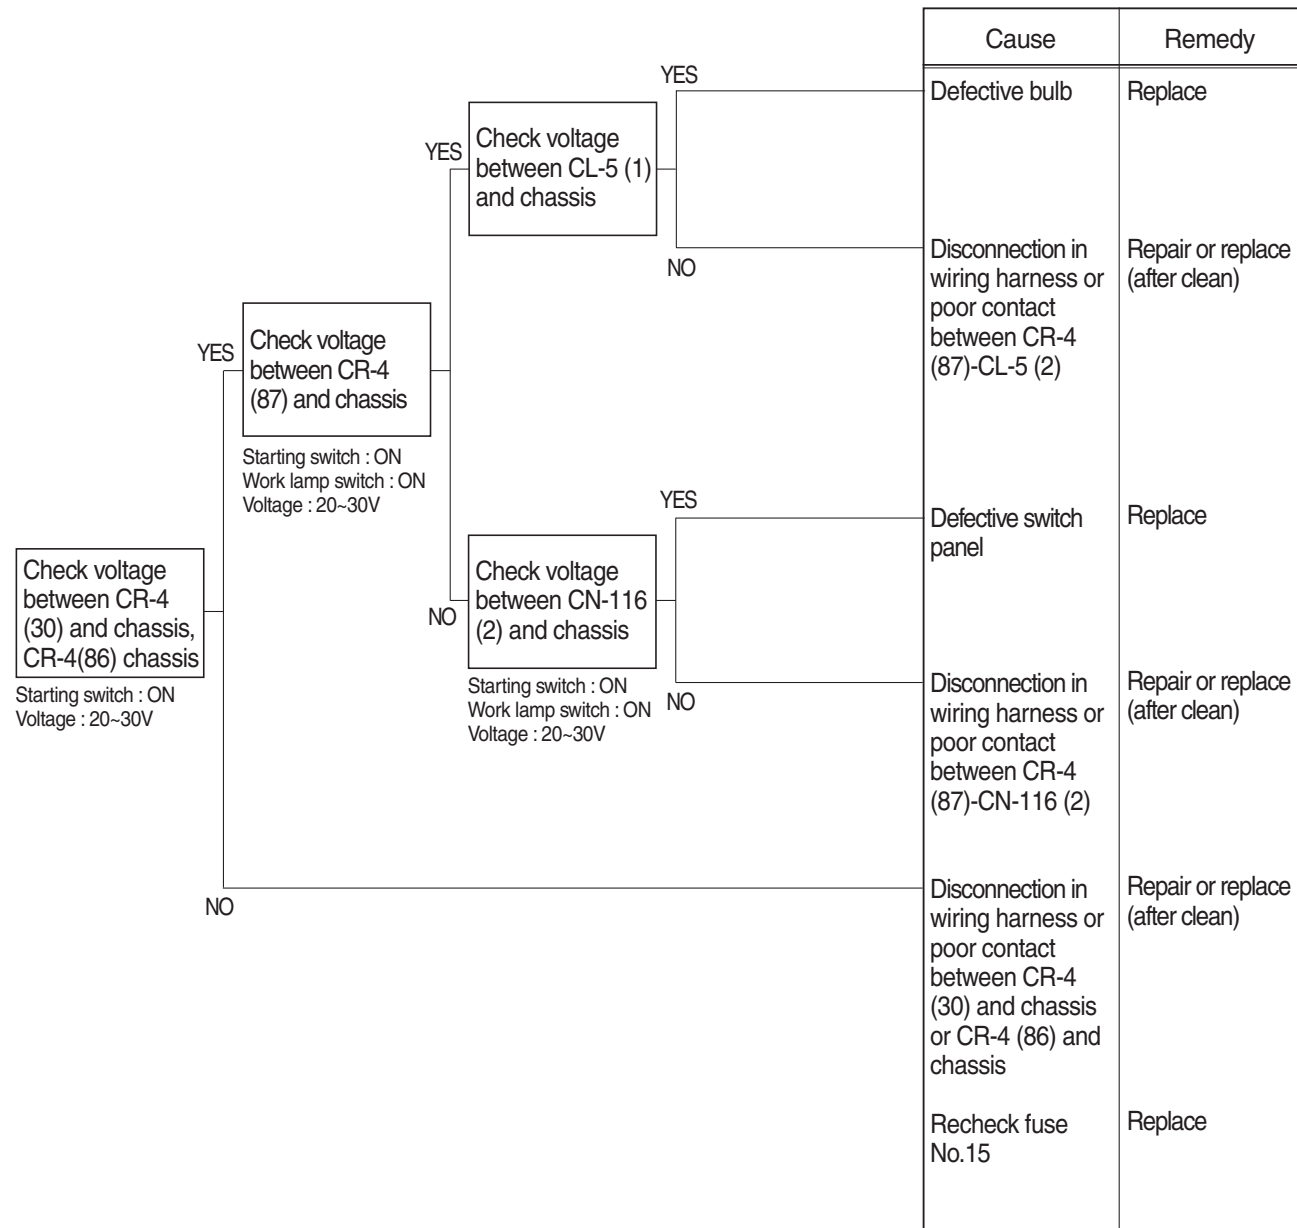 Cause
Remedy
YES
Defective bulb
Replace
Check voltage
between CL-5 (1)
and chassis
YES
NO
Disconnection in
wiring harness or
poor contact
between CR-4
(87)-CL-5 (2)
Repair or replace
(after clean)
YES
Check voltage
between CR-4
(87) and chassis
Starting switch : ON
Work lamp switch : ON
Voltage : 20~30V
YES
Defective switch
panel
Replace
Check voltage
between CR-4
(30) and chassis,
CR-4(86) chassis
Starting switch : ON
Voltage : 20~30V
NO
Check voltage
between CN-116
(2) and chassis
Starting switch : ON
Work lamp switch : ON
Voltage : 20~30V
NO
Disconnection in
wiring harness or
poor contact
between CR-4
(87)-CN-116 (2)
Repair or replace
(after clean)
NO
Disconnection in
wiring harness or
poor contact
between CR-4
(30) and chassis
or CR-4 (86) and
chassis
Repair or replace
(after clean)
Recheck fuse
No.15
Replace